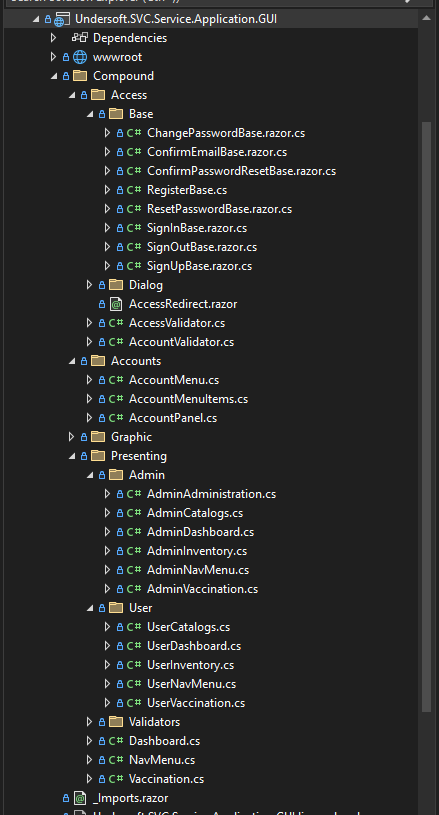 Undersoft.SVC.Service.Application.GUI
Dependencies
wwwroot
Compound
Access
Base
C# ChangePasswordBase.razor.cs
C# ConfirmEmailBase.razor.cs
C# ConfirmPasswordResetBase.razor.cs
C# RegisterBase.cs
C# ResetPasswordBase.razor.cs
C# SignInBase.razor.cs
C# SignOutBase.razor.cs
C# SignUpBase.razor.cs
Dialog
@ AccessRedirect.razor
C# AccessValidator.cs
C# AccountValidator.cs
Accounts
C# AccountMenu.cs
C# AccountMenuItems.cs
C# AccountPanel.cs
Graphic
Presenting
Admin
C# AdminAdministration.cs
C# AdminCatalogs.cs
C# AdminDashboard.cs
C# AdminInventory.cs
C# AdminNavMenu.cs
C# AdminVaccination.cs
User
C# UserCatalogs.cs
C# UserDashboard.cs
C# UserInventory.cs
C# UserNavMenu.cs
C# UserVaccination.cs
Validators
C# Dashboard.cs
C# NavMenu.cs
C# Vaccination.cs
@ _Imports.razor